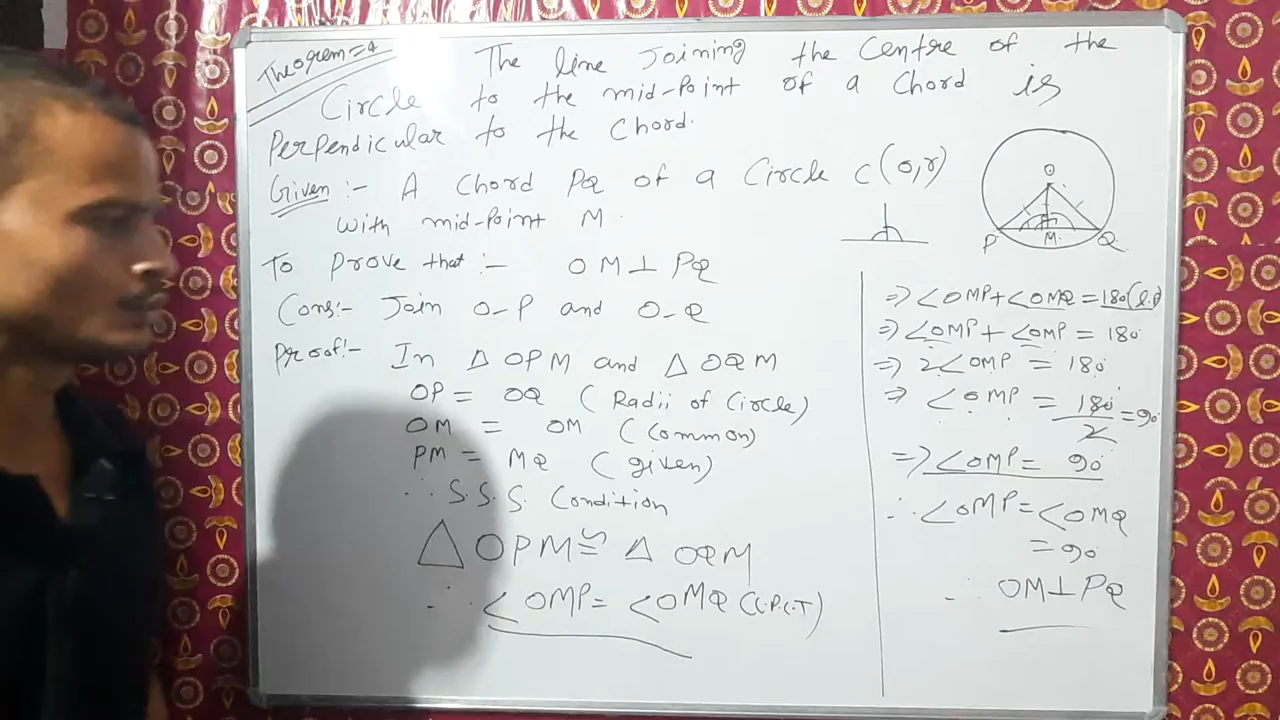 Theorem=4
The line Joining the Centre of the
Circle to the mid-Point of a Chord is
Perpendicular to the Chord.
Given :- A Chord PQ of a Circle C(O,r)
with mid-Point M.
To Prove that :- OM⊥PQ
Cons:- Join O-P and O-Q
Proof:- In △ OPM and △ OQM
OP = OQ (Radii of Circle)
OM = OM (Common)
PM = MQ (given)
∴ S.S.S. Condition
△ OPM ≅ △ OQM
∴ ∠OMP = ∠OMQ (C.P.C.T)
O
P M Q
⇒ ∠OMP+∠OMQ = 180°(l.p)
⇒ ∠OMP + ∠OMP = 180°
⇒ 2∠OMP = 180°
⇒ ∠OMP = 180°/2 = 90°
⇒ ∠OMP = 90°
∴ ∠OMP = ∠OMQ
= 90°
∴ OM⊥PQ